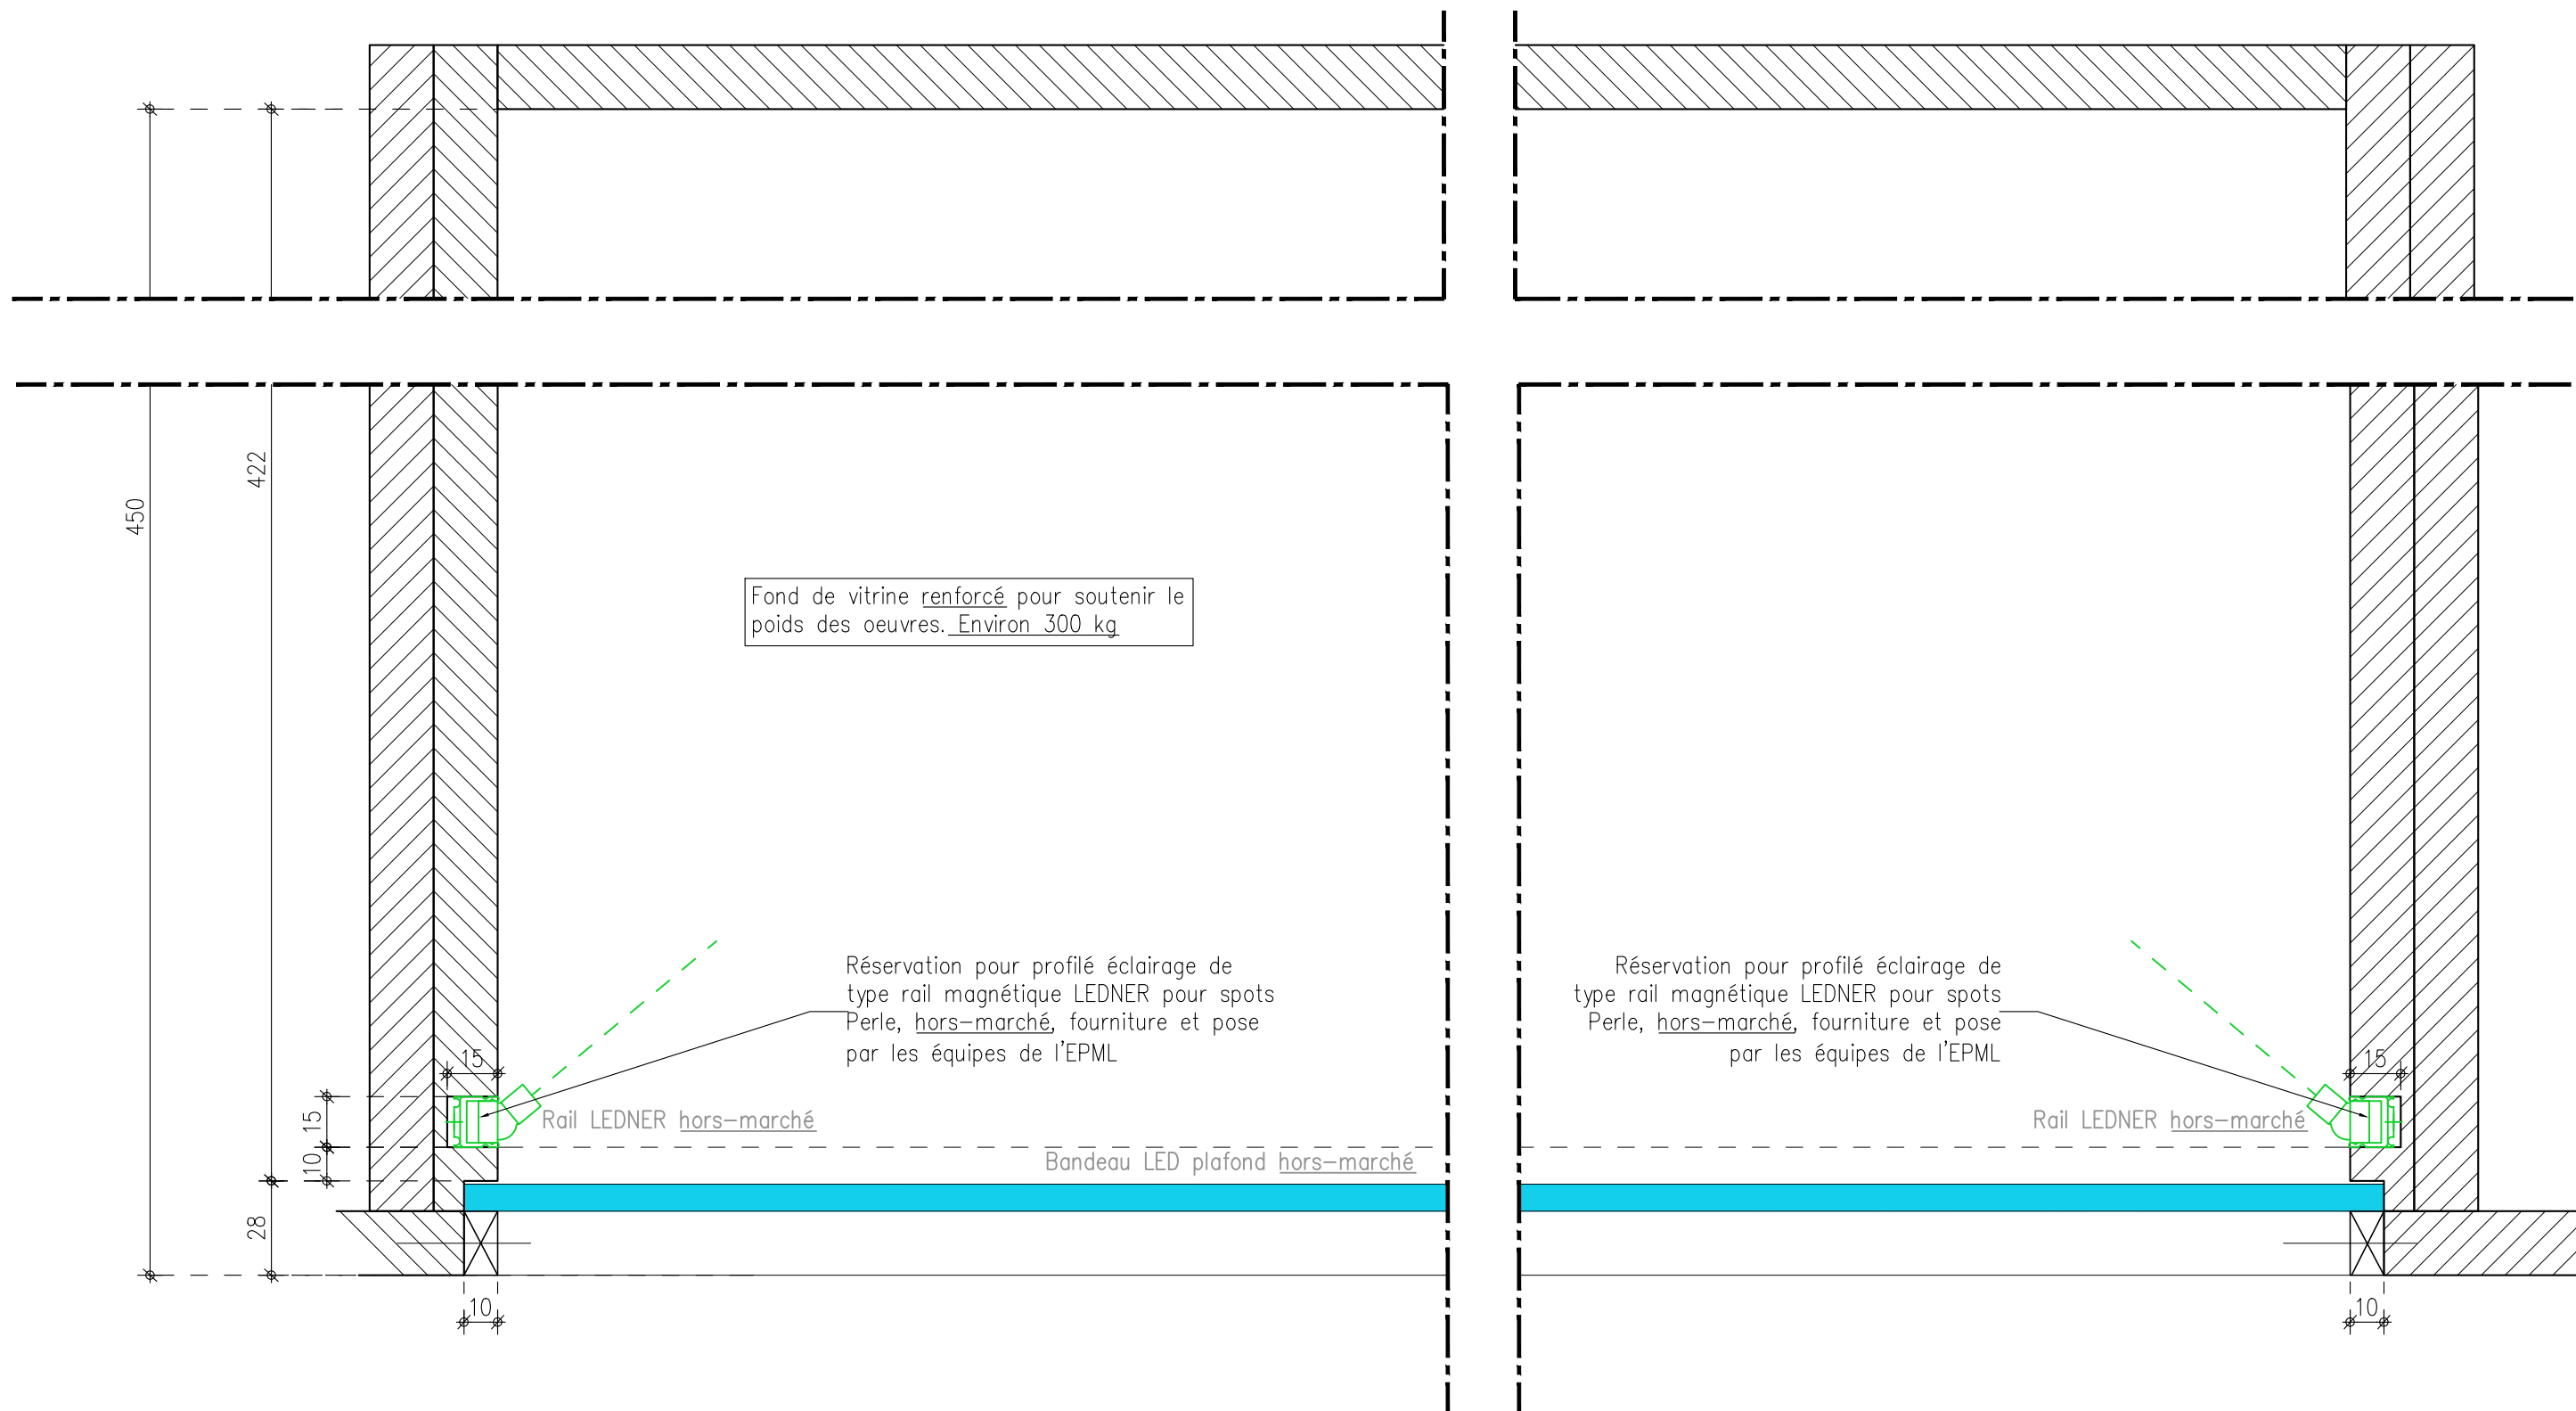 450
422
Fond de vitrine renforcé pour soutenir le
poids des oeuvres. Environ 300 kg
Réservation pour profilé éclairage de
type rail magnétique LEDNER pour spots
Perle, hors-marché, fourniture et pose
par les équipes de l'EPML
Réservation pour profilé éclairage de
type rail magnétique LEDNER pour spots
Perle, hors-marché, fourniture et pose
par les équipes de l'EPML
15
15
15
Rail LEDNER hors-marché
Rail LEDNER hors-marché
10
Bandeau LED plafond hors-marché
28
10
10